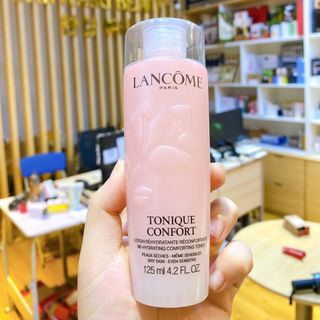 LANCÔME
PARIS
TONIQUE
CONFORT
LOTION RÉHYDRATANTE RÉCONFORTANTE
RE-HYDRATING COMFORTING TONER
PEAUX SÈCHES - MÊME SENSIBLES
DRY SKIN - EVEN SENSITIVE
125 ml 4.2 FL.OZ